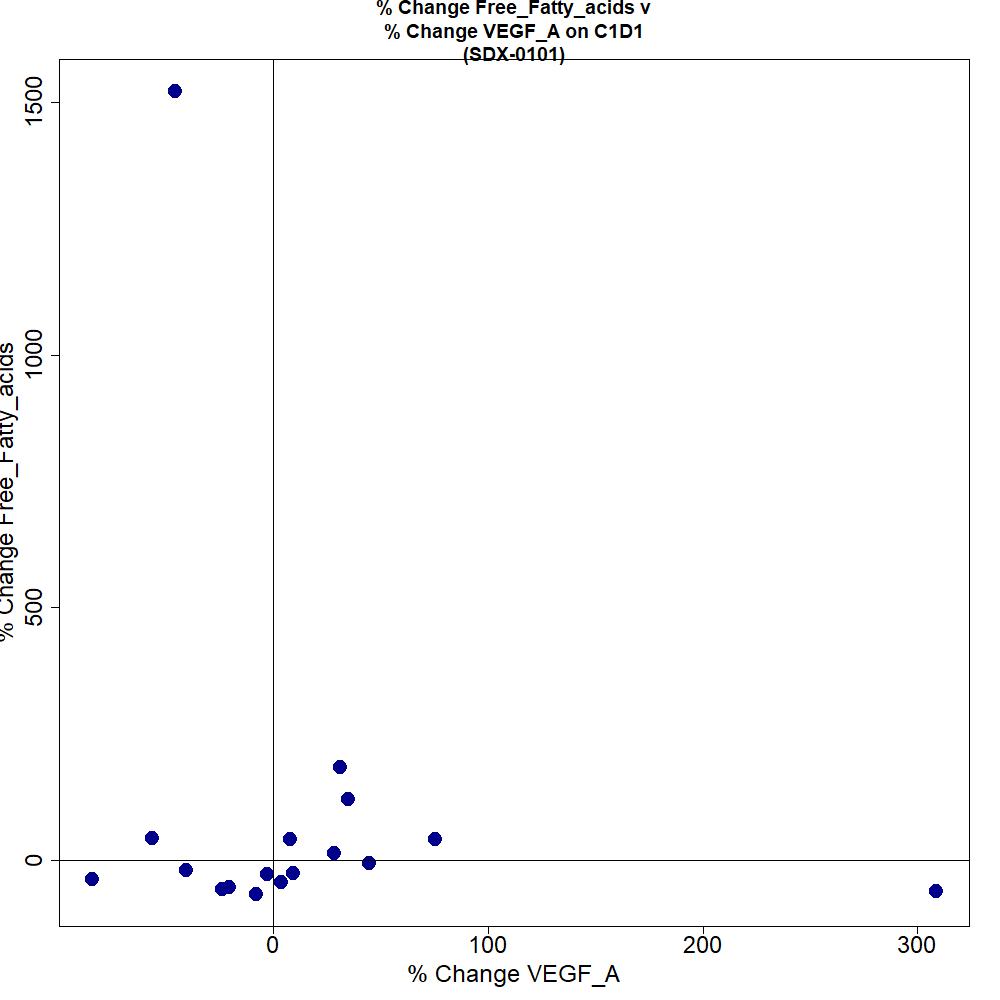 % Change Free_Fatty_acids v
% Change VEGF_A on C1D1
(SDX-0101)
% Change Free_Fatty_acids
1500
1000
500
0
0
100
200
300
% Change VEGF_A